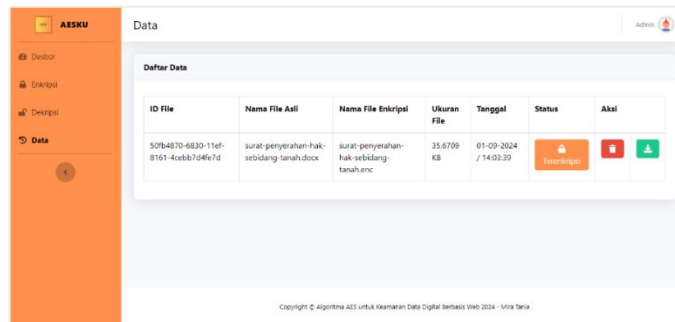 AESKU
Data
Admin
Dasbor
Enkripsi
Dekripsi
Data
Daftar Data
ID File Nama File Asli Nama File Enkripsi Ukuran File Tanggal Status Aksi
50fb4870-6830-11ef- surat-penyerahan-hak- surat-penyerahan- 35.6709 01-09-2024
8161-4cebb7d4fe7d sebidang-tanah.docx hak-sebidang- KB / 14:03:39 Terenkripsi
tanah.enc
Copyright © Algoritma AES untuk Keamanan Data Digital Berbasis Web 2024 - Mira Tania